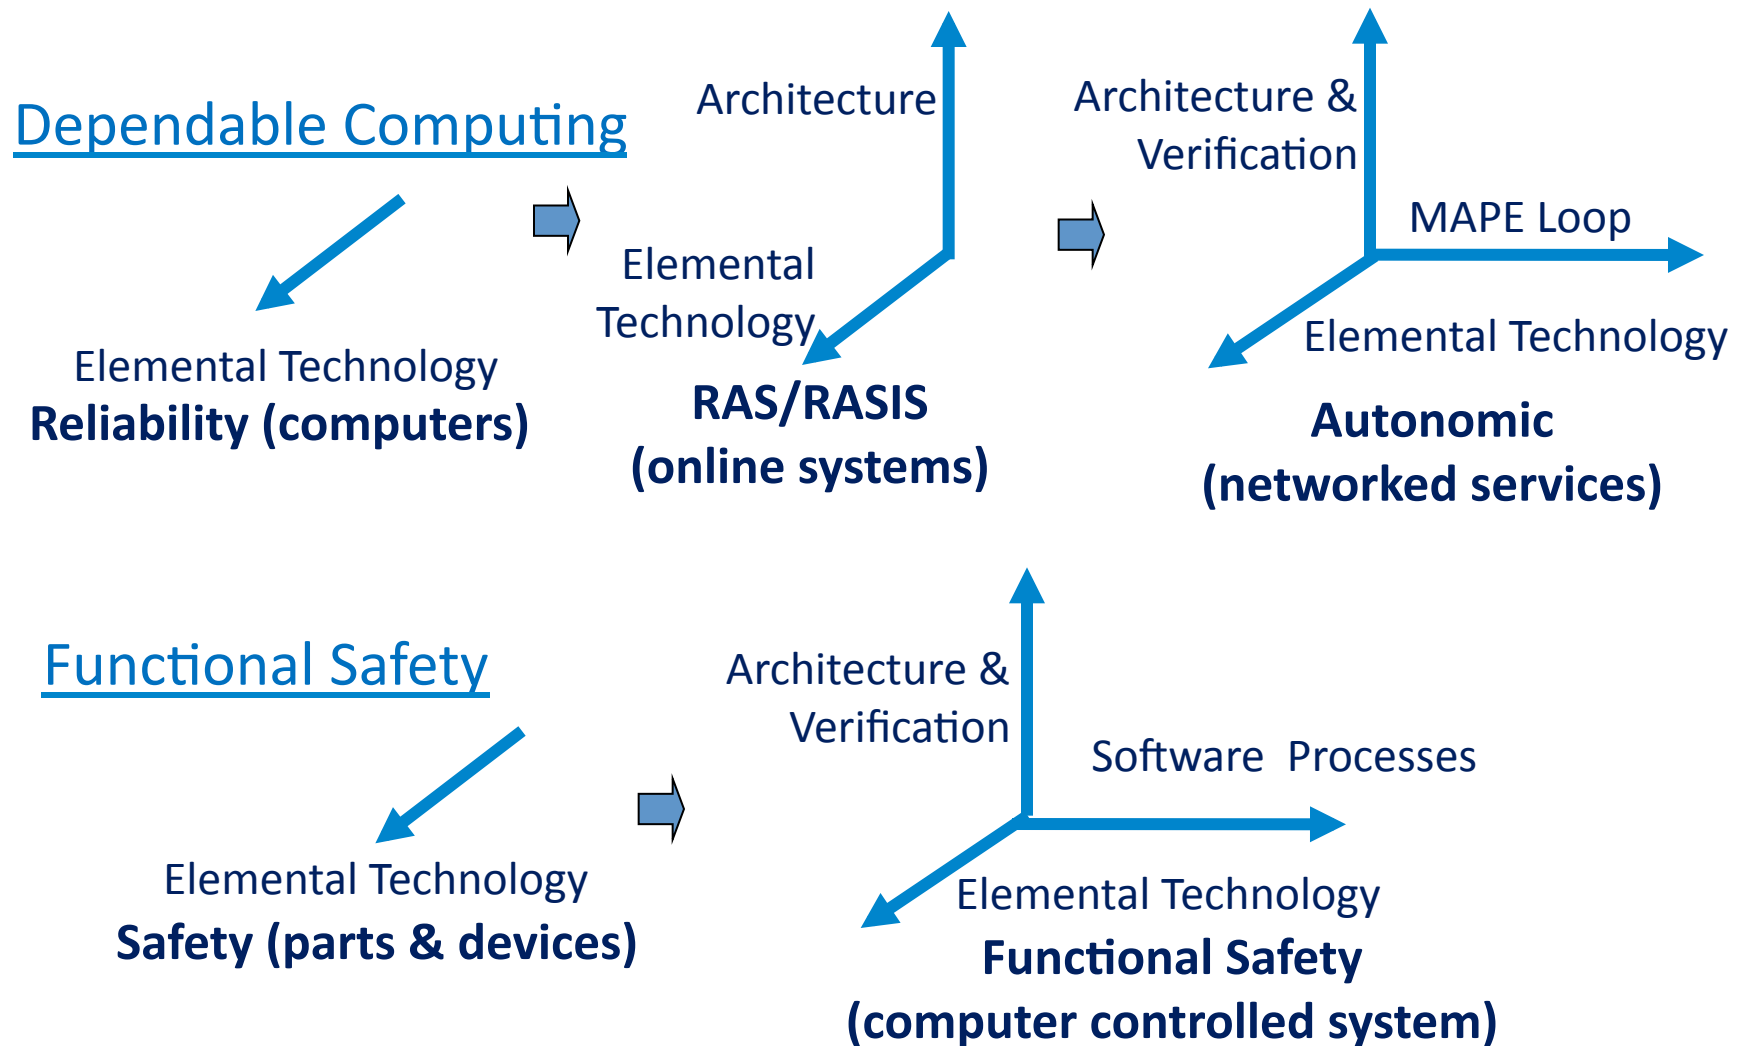 Dependable Computing
Elemental Technology
Reliability (computers)
Architecture
Elemental
Technology
RAS/RASIS
(online systems)
Architecture &
Verification
MAPE Loop
Elemental Technology
Autonomic
(networked services)
Functional Safety
Elemental Technology
Safety (parts & devices)
Architecture &
Verification
Software Processes
Elemental Technology
Functional Safety
(computer controlled system)